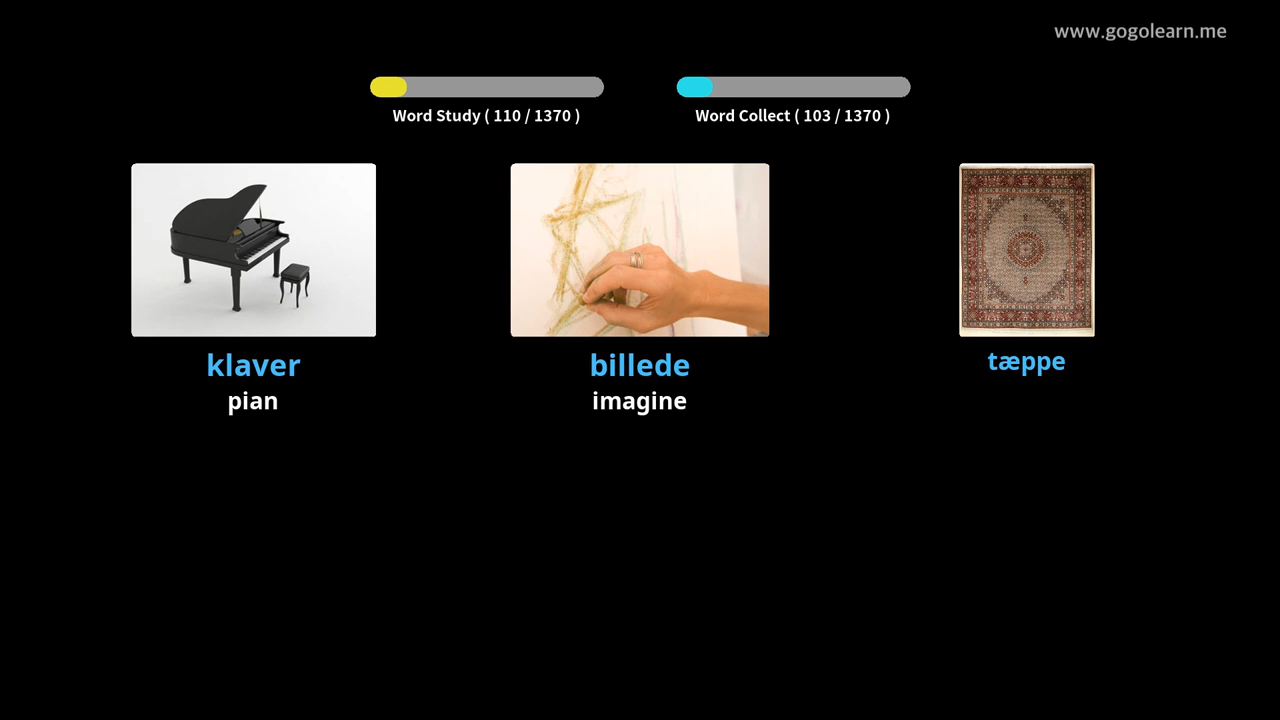 www.gogolearn.me
Word Study ( 110 / 1370 )
Word Collect ( 103 / 1370 )
klaver
pian
billede
imagine
tæppe